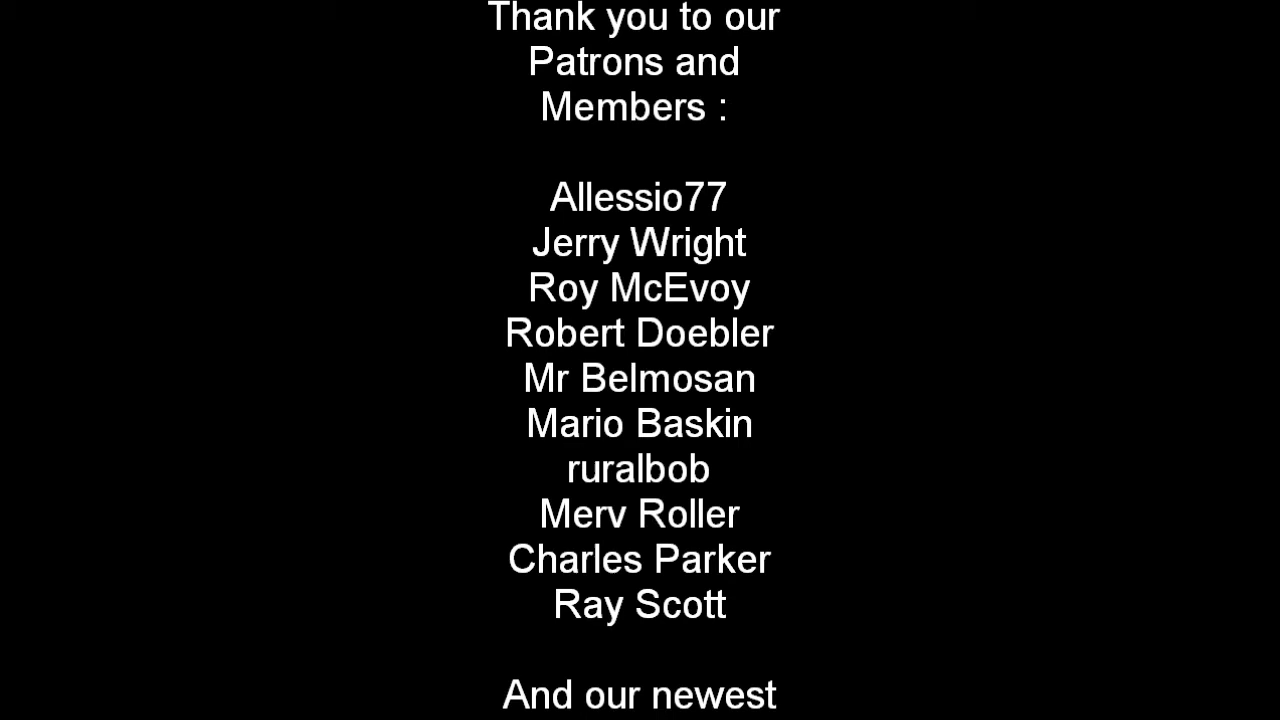 Thank you to our
Patrons and
Members :
Allessio77
Jerry Wright
Roy McEvoy
Robert Doebler
Mr Belmosan
Mario Baskin
ruralbob
Merv Roller
Charles Parker
Ray Scott
And our newest